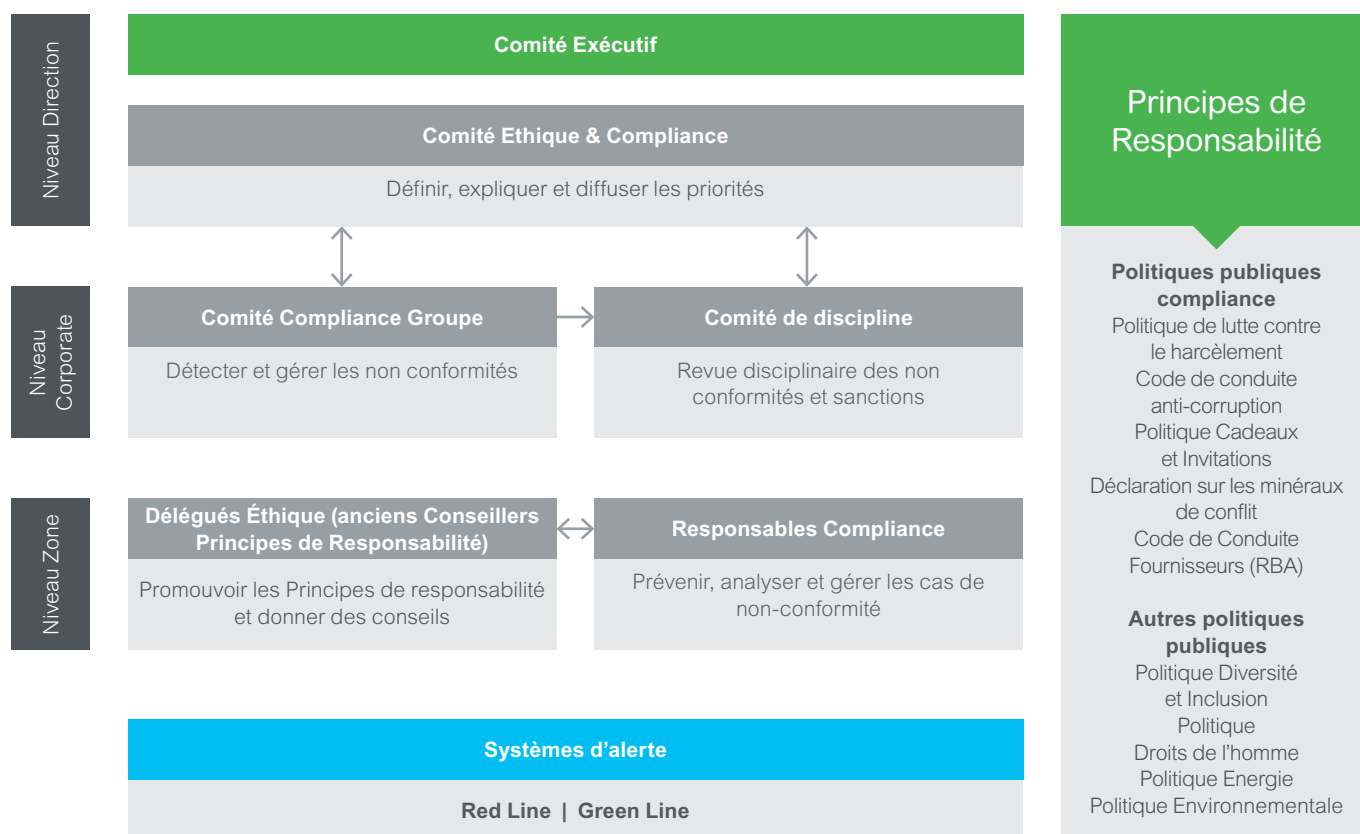 Niveau Direction
Comité Exécutif
Comité Ethique & Compliance
Définir, expliquer et diffuser les priorités
Niveau
Corporate
Comité Compliance Groupe
Détecter et gérer les non conformités
Comité de discipline
Revue disciplinaire des non
conformités et sanctions
Niveau Zone
Délégués Éthique (anciens Conseillers
Principes de Responsabilité)
Promouvoir les Principes de responsabilité
et donner des conseils
Responsables Compliance
Prévenir, analyser et gérer les cas de
non-conformité
Systèmes d’alerte
Red Line | Green Line
Principes de
Responsabilité
Politiques publiques
compliance
Politique de lutte contre
le harcèlement
Code de conduite
anti-corruption
Politique Cadeaux
et Invitations
Déclaration sur les minéraux
de conflit
Code de Conduite
Fournisseurs (RBA)
Autres politiques
publiques
Politique Diversité
et Inclusion
Politique
Droits de l’homme
Politique Energie
Politique Environnementale